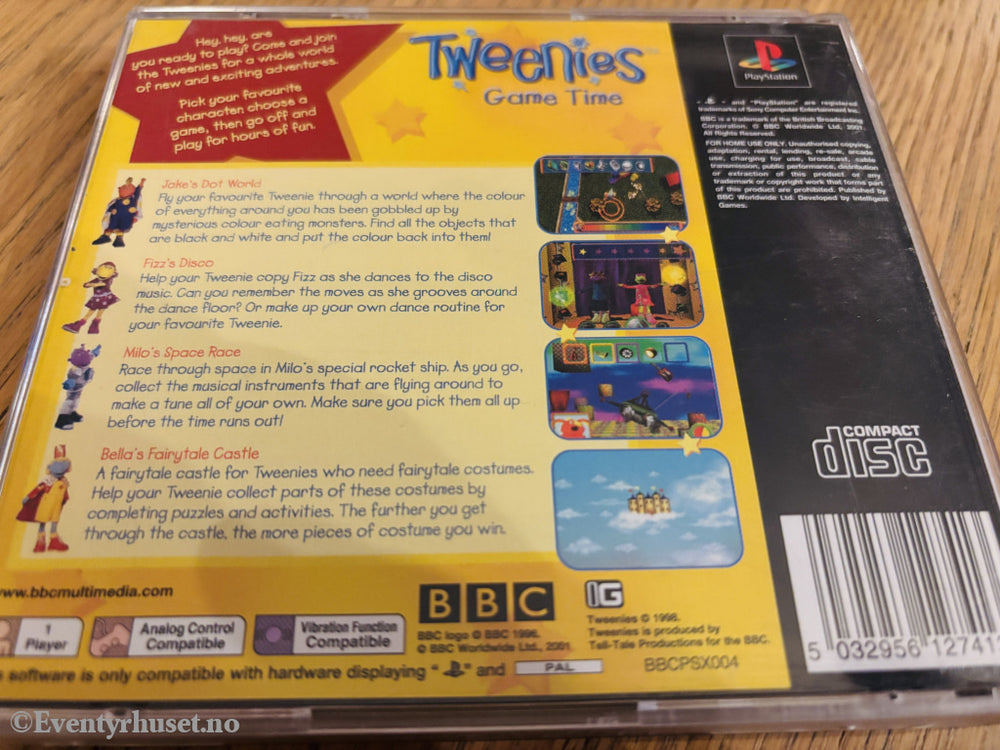 Hey, hey, are
you ready to play? Come and join
the Tweenies for a whole world
of new and exciting adventures.
Pick your favourite
character, choose a
game, then go off and
play for hours of fun.
Tweenies
Game Time
Jake's Dot World
Fly your favourite Tweenie through a world where the colour
of everything around you has been gobbled up by
mysterious colour eating monsters. Find all the objects that
are black and white and put the colour back into them!
Fizz's Disco
Help your Tweenie copy Fizz as she dances to the disco
music. Can you remember the moves as she grooves around
the dance floor? Or make up your own dance routine for
your favourite Tweenie.
Milo's Space Race
Race through space in Milo's special rocket ship. As you go,
collect the musical instruments that are flying around to
make a tune all of your own. Make sure you pick them all up
before the time runs out!
Bella's Fairytale Castle
A fairytale castle for Tweenies who need fairytale costumes.
Help your Tweenie collect parts of these costumes by
completing puzzles and activities. The further you get
through the castle, the more pieces of costume you win.
PlayStation
and "PlayStation" are registered
trademarks of Sony Computer Entertainment Inc.
BBC is a trademark of the British Broadcasting
Corporation. © BBC Worldwide Ltd, 2001.
All Rights Reserved.
FOR HOME USE ONLY. Unauthorised copying,
adaptation, rental, lending, re-sale, arcade
use, charging for use, broadcast, cable
transmission, public performance, distribution
or extraction of this product or any
trademark or copyright work that forms part
of this product are prohibited. Published by
BBC Worldwide Ltd. Developed by Intelligent
Games.
COMPACT
disc
www.bbcmultimedia.com
1
Player
Analog Control
Compatible
Vibration Function
Compatible
BBC
BBC logo © BBC 1996.
© BBC Worldwide Ltd., 2001
IG
Tweenies © 1998.
Tweenies is produced by
Tell-Tale Productions for the BBC.
software is only compatible with hardware displaying " " and PAL
BBCPSX004
5 032956 12741
©Eventyrhuset.no